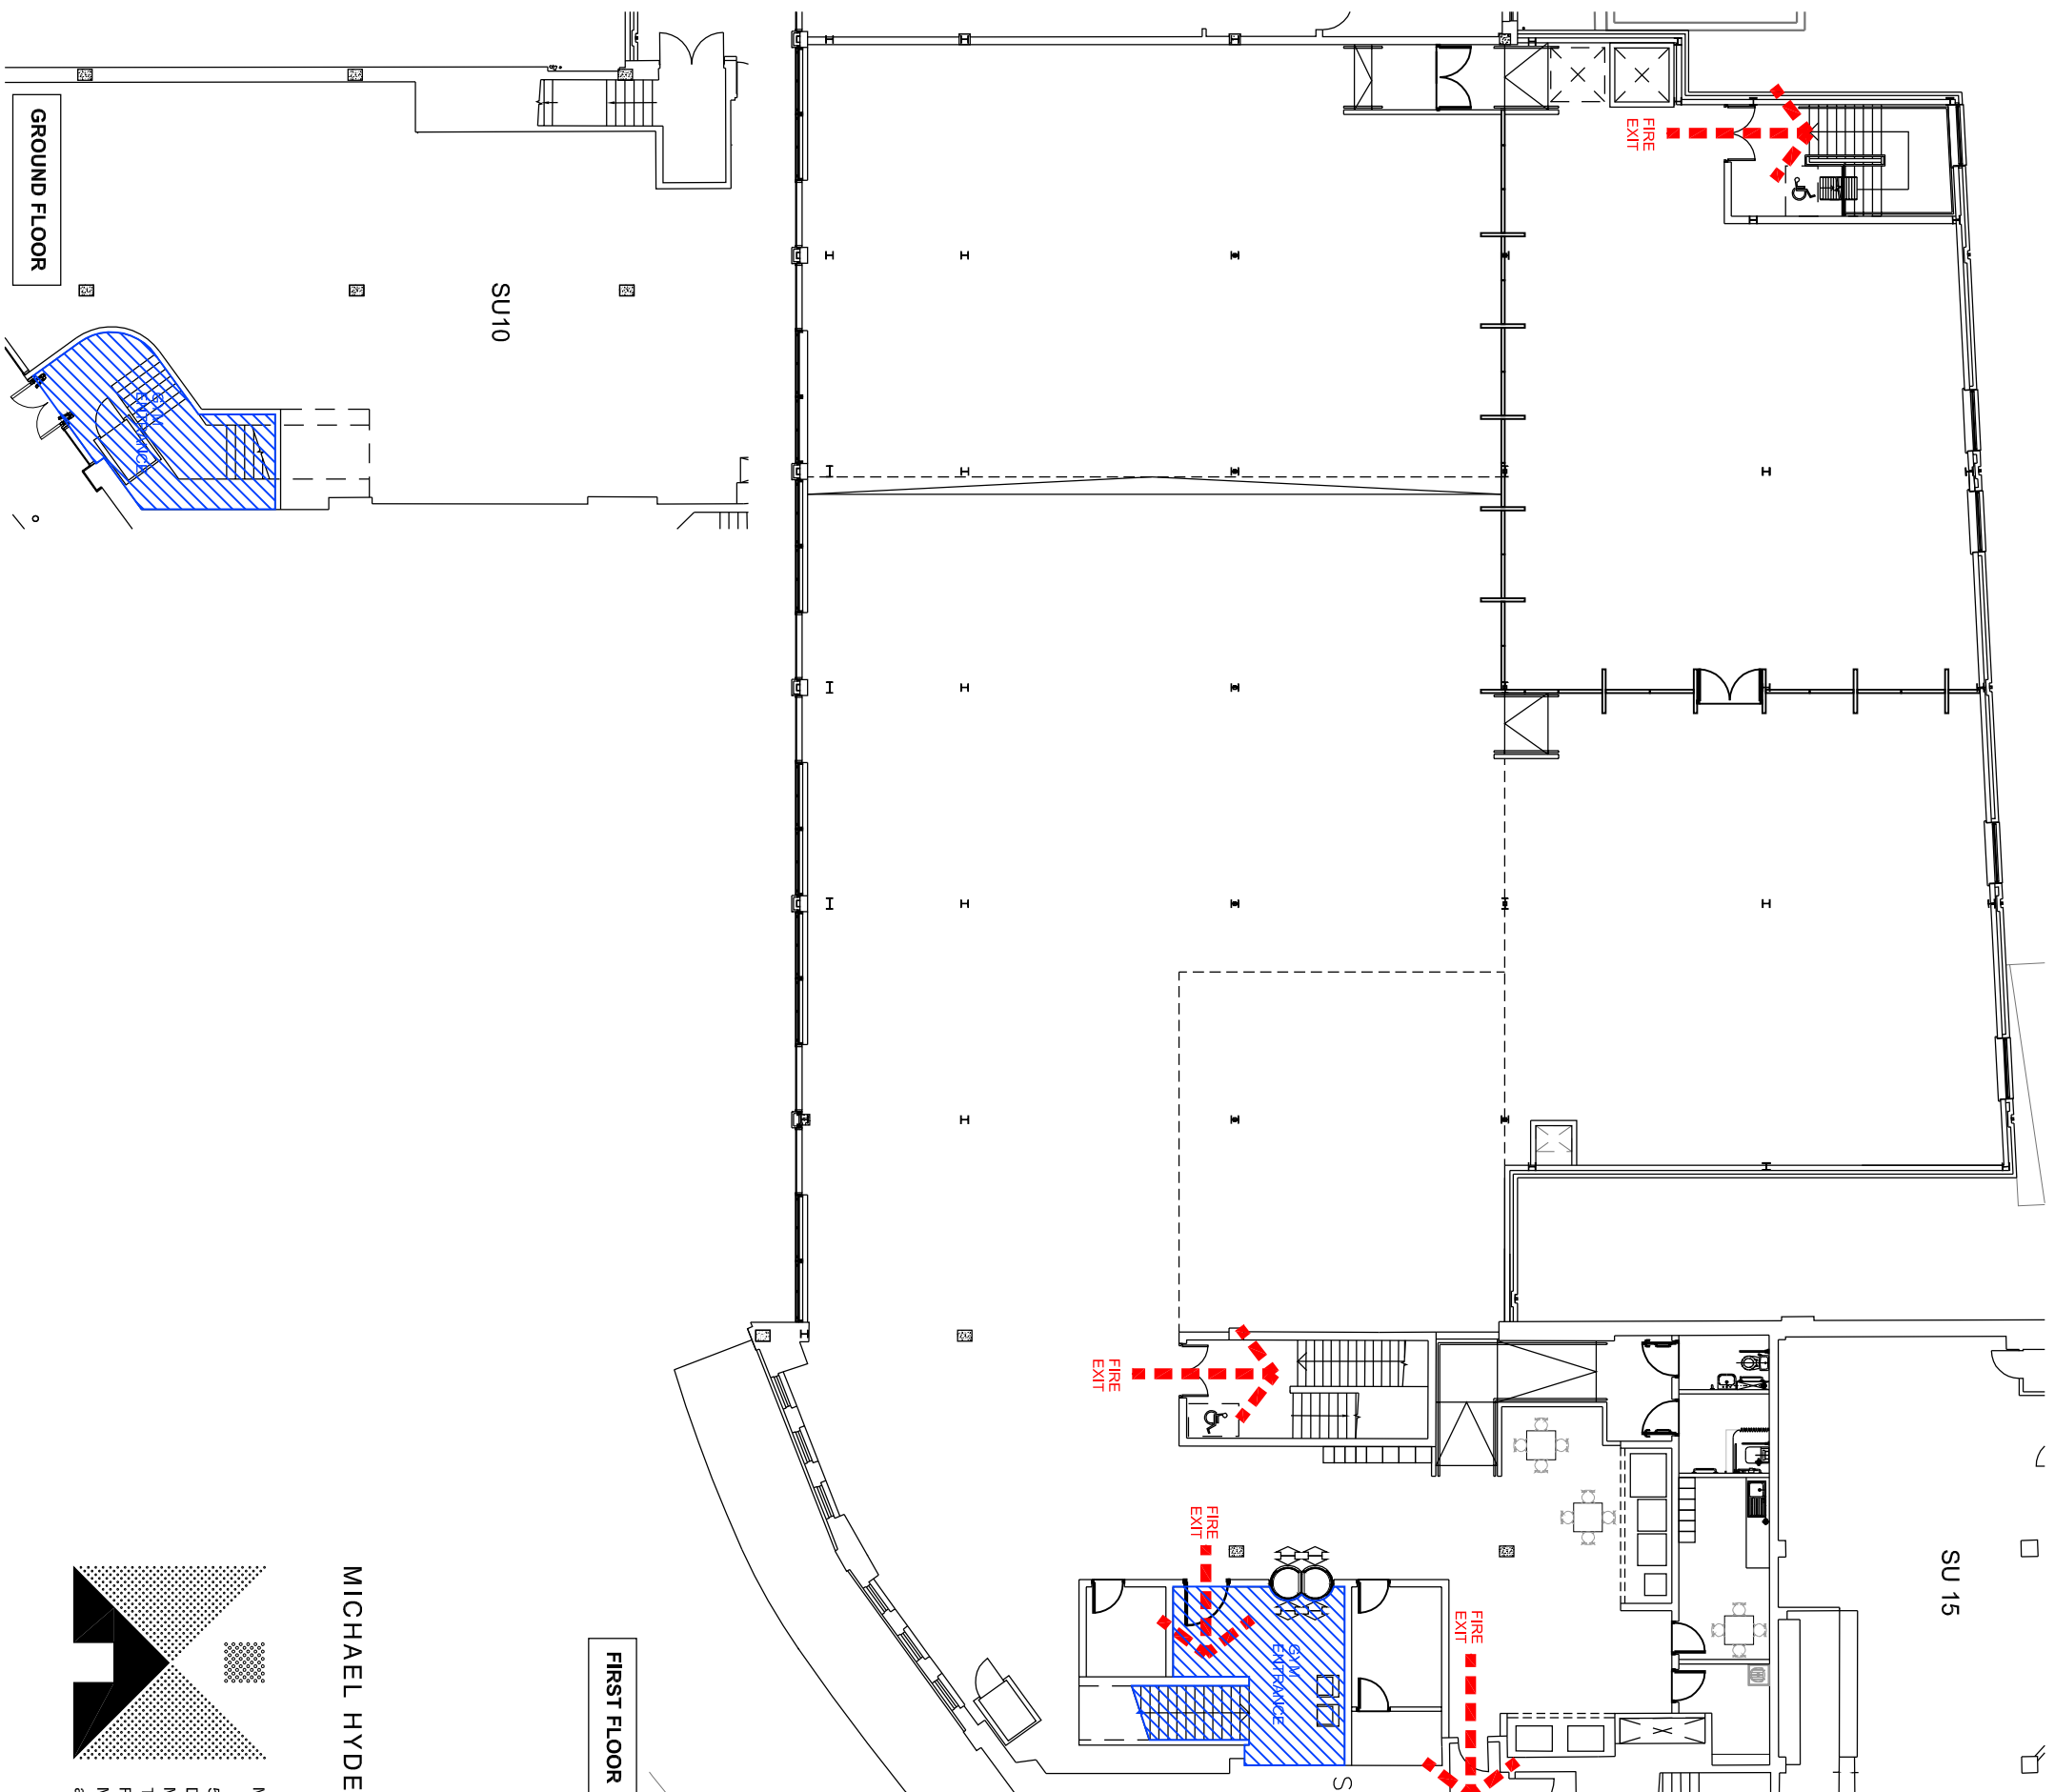 GROUND FLOOR
SU10
GYM
ENTRANCE
FIRE
EXIT
FIRE
EXIT
FIRE
EXIT
FIRE
EXIT
GYM
ENTRANCE
SU 15
FIRST FLOOR
MICHAEL HYDE